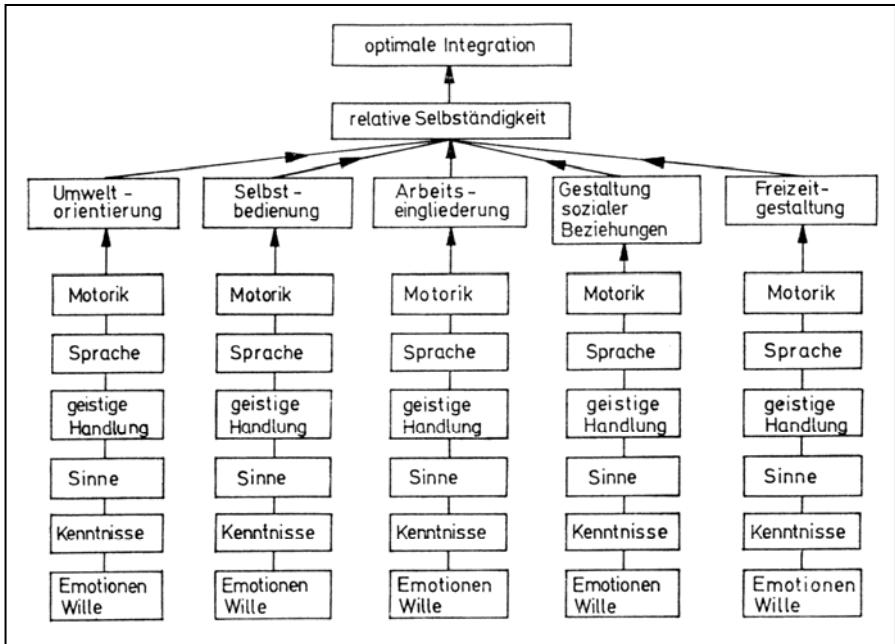 optimale Integration
relative Selbständigkeit
Umwelt-
orientierung
Selbst-
bedienung
Arbeits-
eingliederung
Gestaltung
sozialer
Beziehungen
Freizeit-
gestaltung
Motorik
Motorik
Motorik
Motorik
Motorik
Sprache
Sprache
Sprache
Sprache
Sprache
geistige
Handlung
geistige
Handlung
geistige
Handlung
geistige
Handlung
geistige
Handlung
Sinne
Sinne
Sinne
Sinne
Sinne
Kenntnisse
Kenntnisse
Kenntnisse
Kenntnisse
Kenntnisse
Emotionen
Wille
Emotionen
Wille
Emotionen
Wille
Emotionen
Wille
Emotionen
Wille